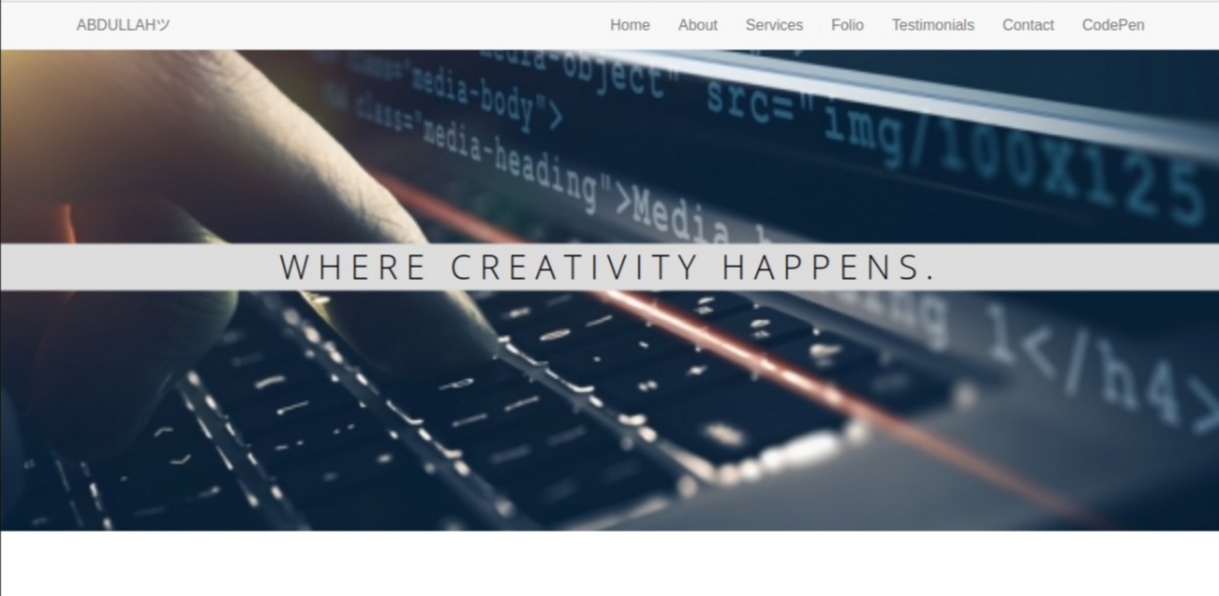 ABDULLAHツ
Home About Services Folio Testimonials Contact CodePen
media-object" src="img/100X125
class="media-body">
class="media-heading">Media
WHERE CREATIVITY HAPPENS.
1</h4>